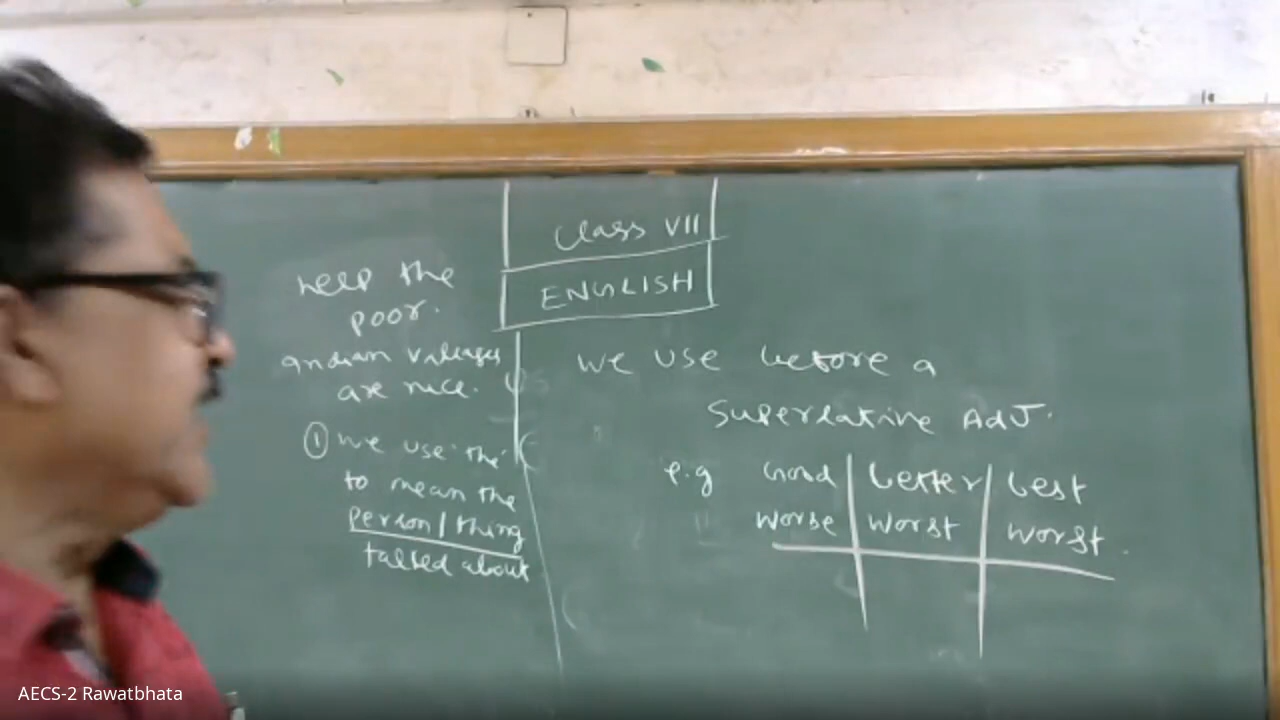 Class VII
ENGLISH
help the
poor.
Indian villages
are nice.
① we use 'the'
to mean the
person/thing
talked about
we use before a
Superlative Adj.
e.g Good better best
worse worst worst.
AECS-2 Rawatbhata